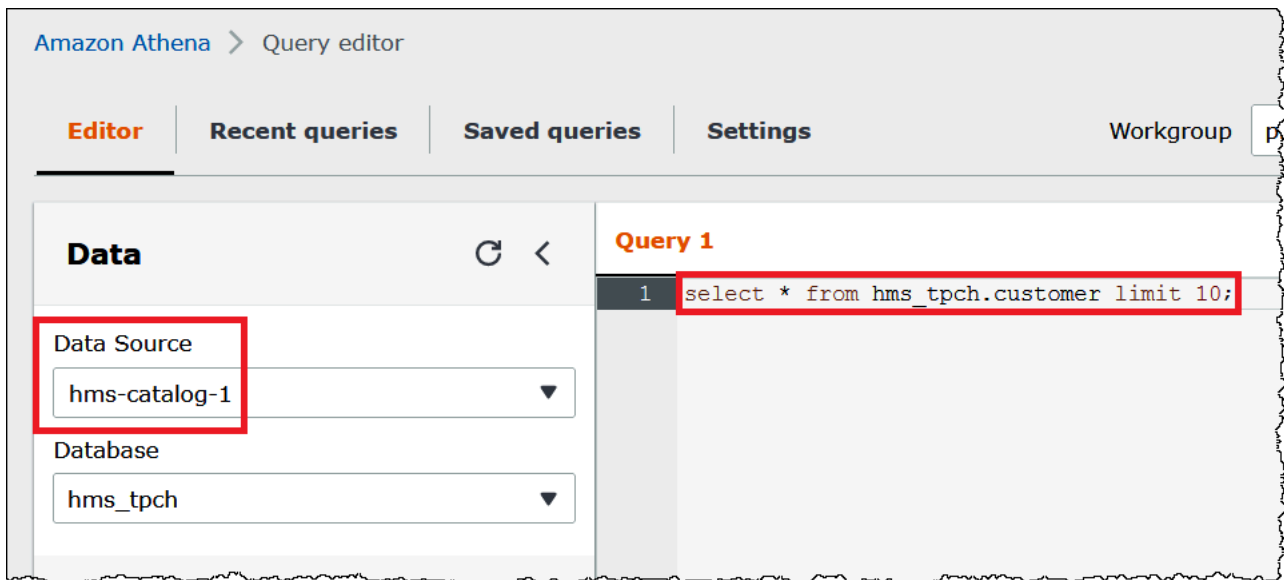 Amazon Athena > Query editor
Editor Recent queries Saved queries Settings Workgroup p
Data
Query 1
1 select * from hms_tpch.customer limit 10;
Data Source
hms-catalog-1
Database
hms_tpch